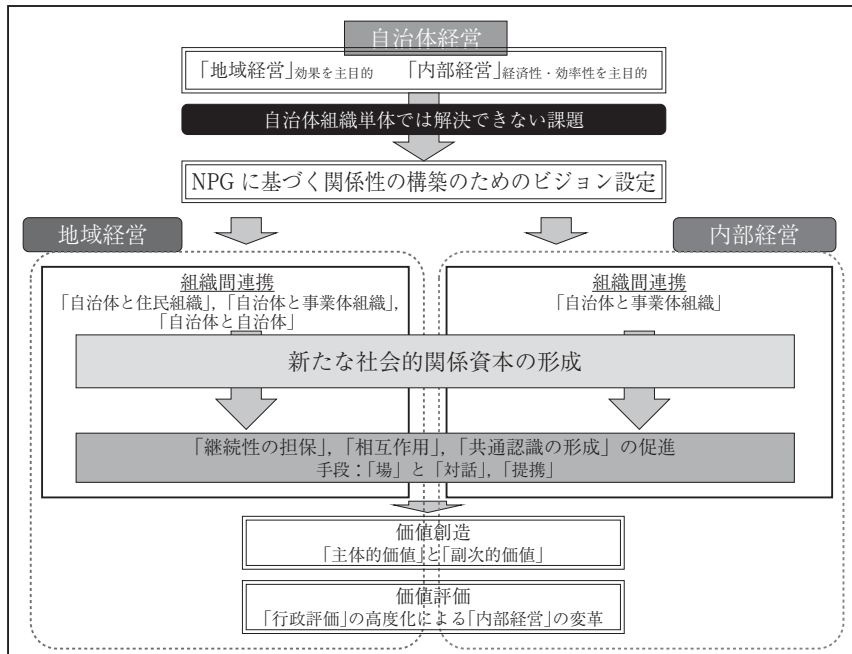 自治体経営
「地域経営」効果を主目的　「内部経営」経済性・効率性を主目的
自治体組織単体では解決できない課題
NPG に基づく関係性の構築のためのビジョン設定
地域経営
内部経営
組織間連携
「自治体と住民組織」，「自治体と事業体組織」，
「自治体と自治体」
組織間連携
「自治体と事業体組織」
新たな社会的関係資本の形成
「継続性の担保」，「相互作用」，「共通認識の形成」の促進
手段：「場」と「対話」，「提携」
価値創造
「主体的価値」と「副次的価値」
価値評価
「行政評価」の高度化による「内部経営」の変革